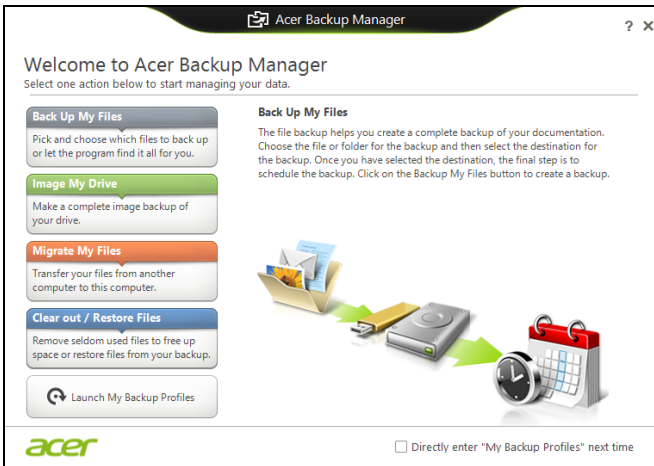 Acer Backup Manager
? X
Welcome to Acer Backup Manager
Select one action below to start managing your data.
Back Up My Files
Pick and choose which files to back up
or let the program find it all for you.
Image My Drive
Make a complete image backup of
your drive.
Migrate My Files
Transfer your files from another
computer to this computer.
Clear out / Restore Files
Remove seldom used files to free up
space or restore files from your backup.
Launch My Backup Profiles
Back Up My Files
The file backup helps you create a complete backup of your documentation.
Choose the file or folder for the backup and then select the destination for
the backup. Once you have selected the destination, the final step is to
schedule the backup. Click on the Backup My Files button to create a backup.
acer
Directly enter "My Backup Profiles" next time